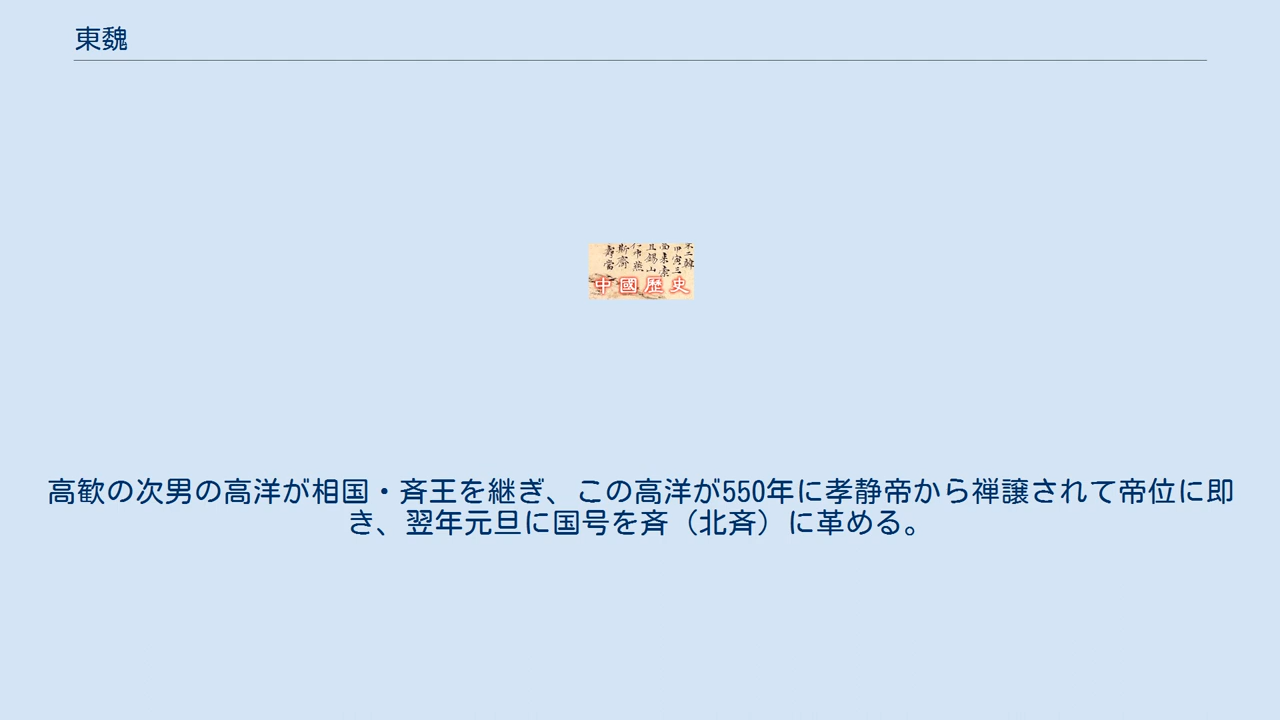 東魏
中國歷史
高歓の次男の高洋が相国・斉王を継ぎ、この高洋が550年に孝静帝から禅譲されて帝位に即
き、翌年元旦に国号を斉（北斉）に革める。